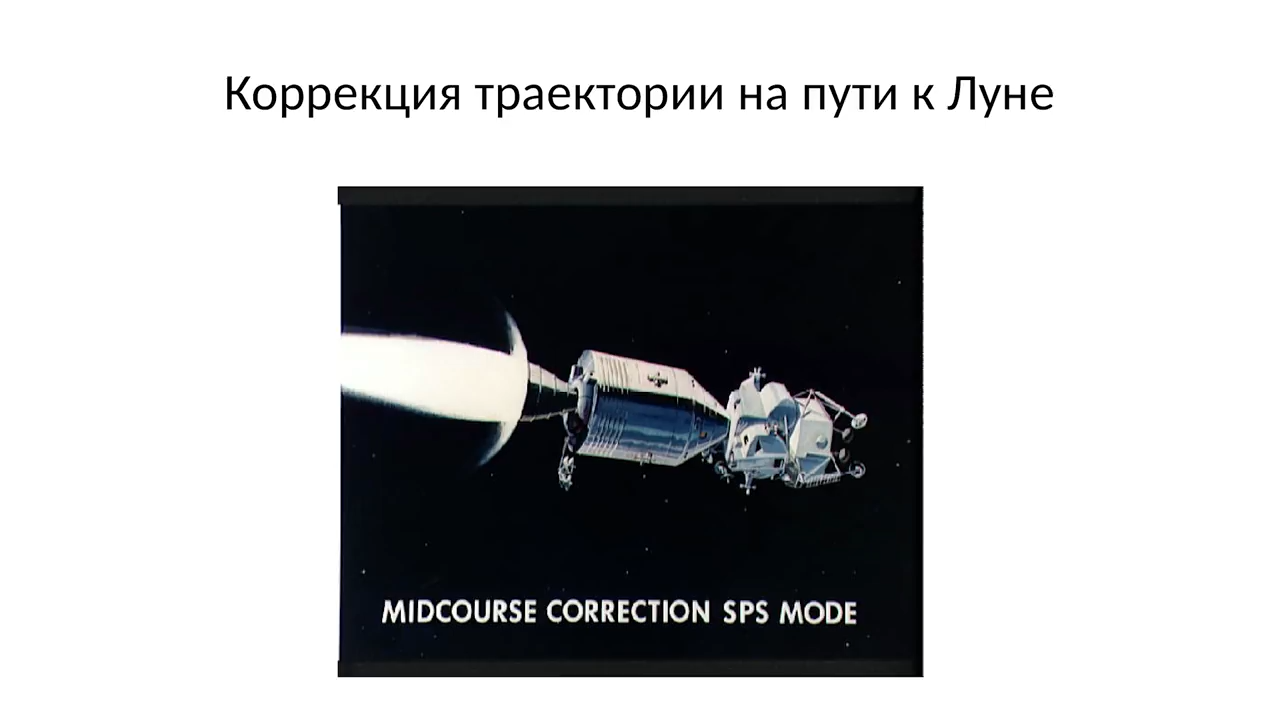 Коррекция траектории на пути к Луне
MIDCOURSE CORRECTION SPS MODE